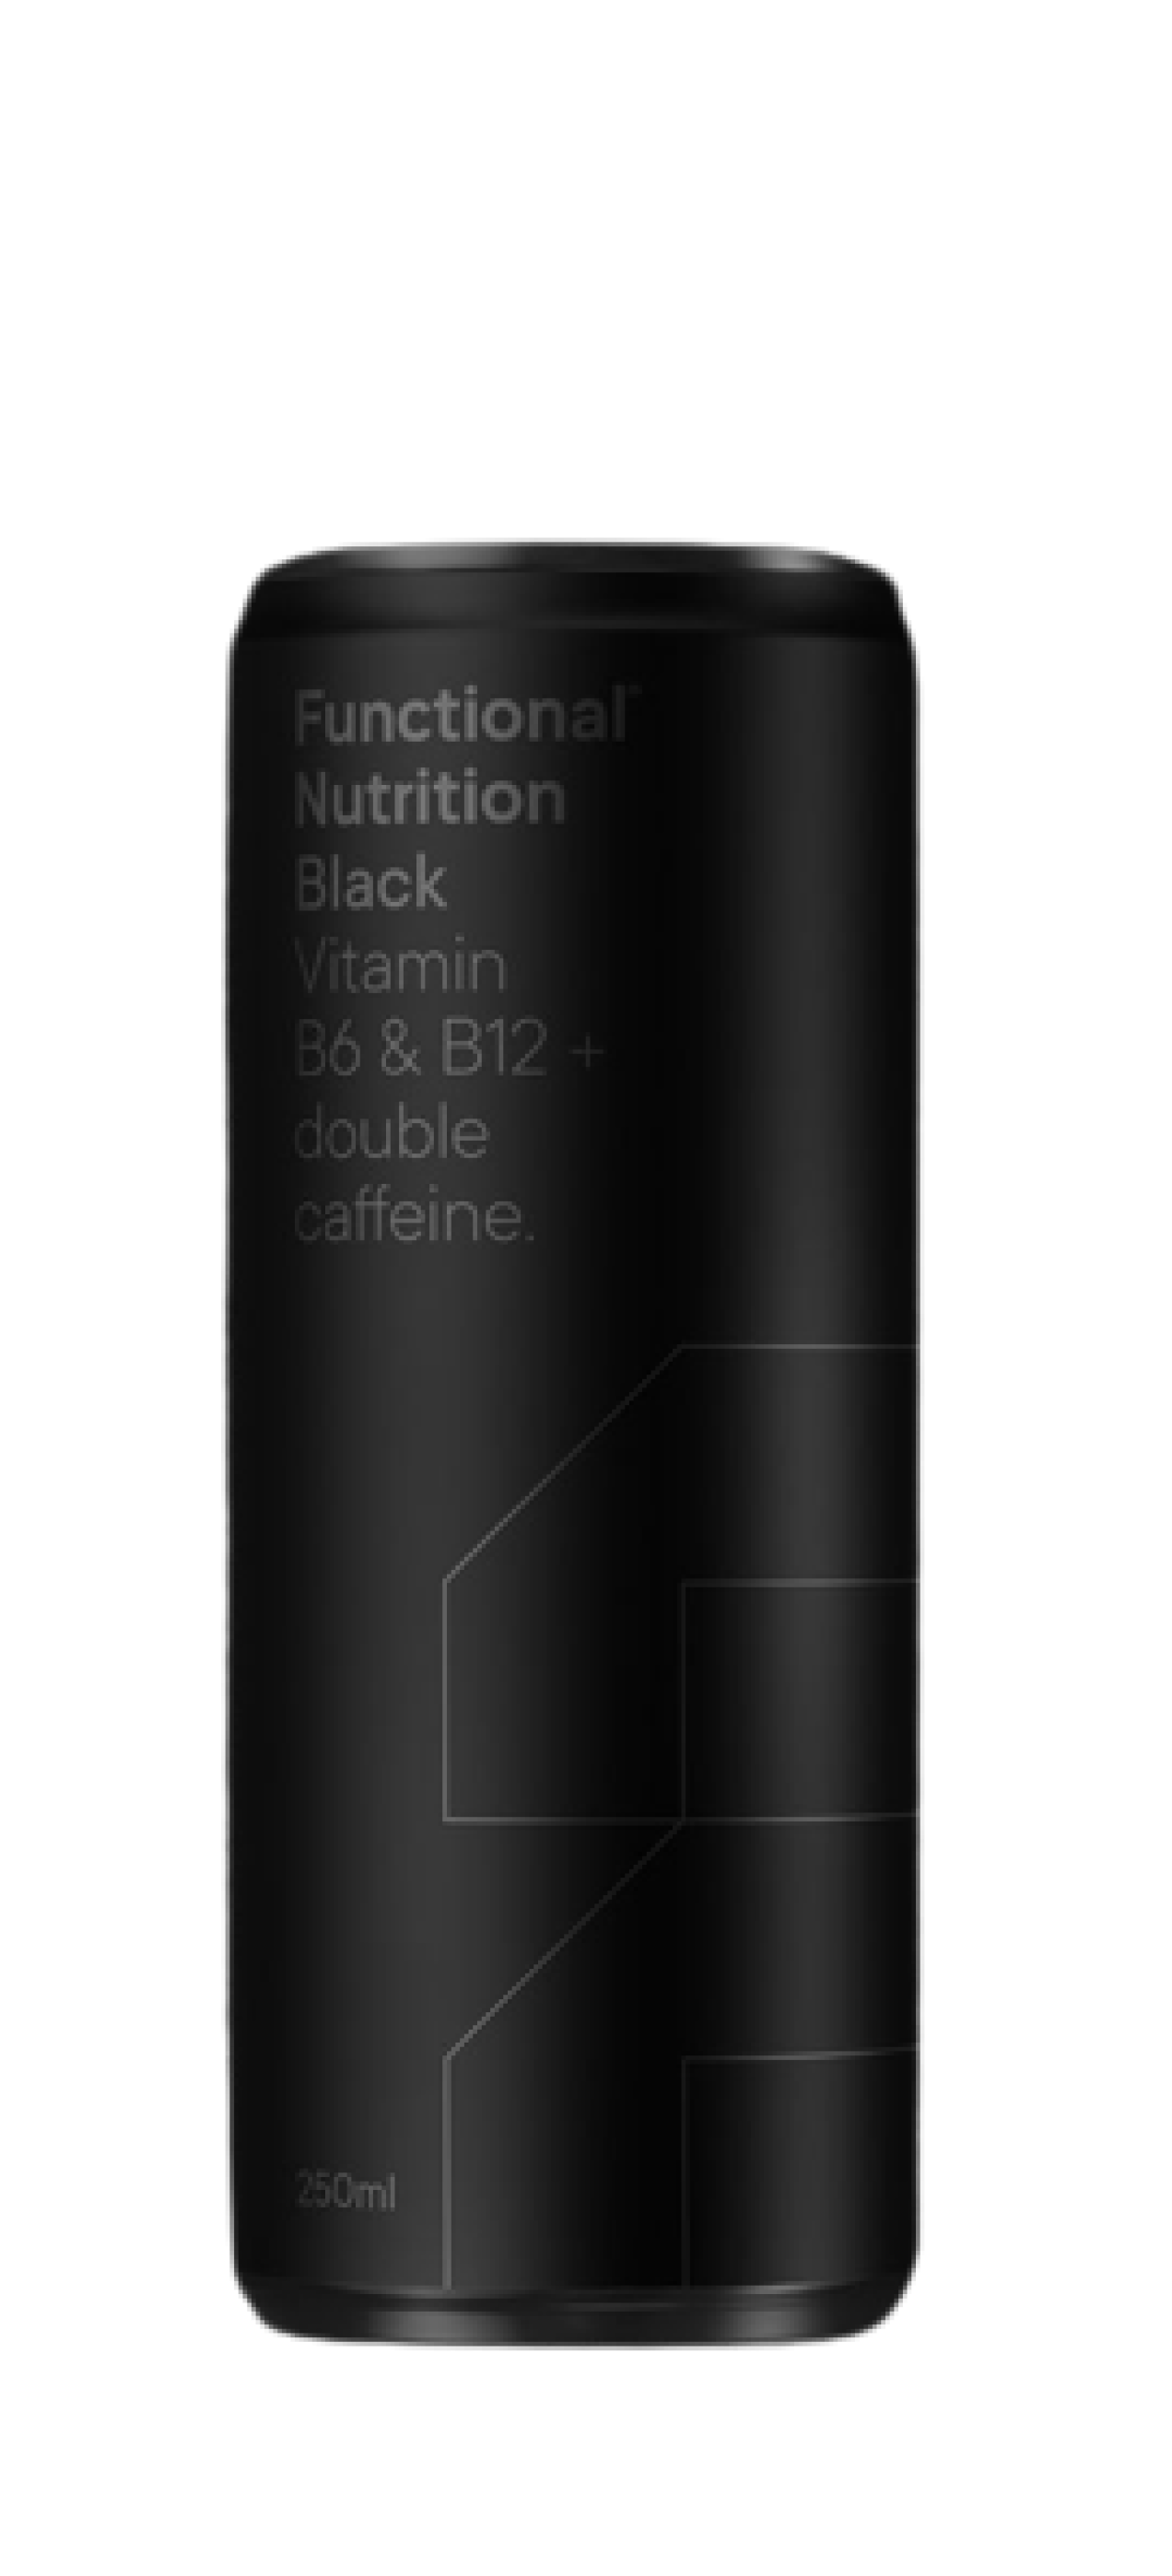 Functional
Nutrition
Black
Vitamin
B6 & B12 +
double
caffeine.
250ml